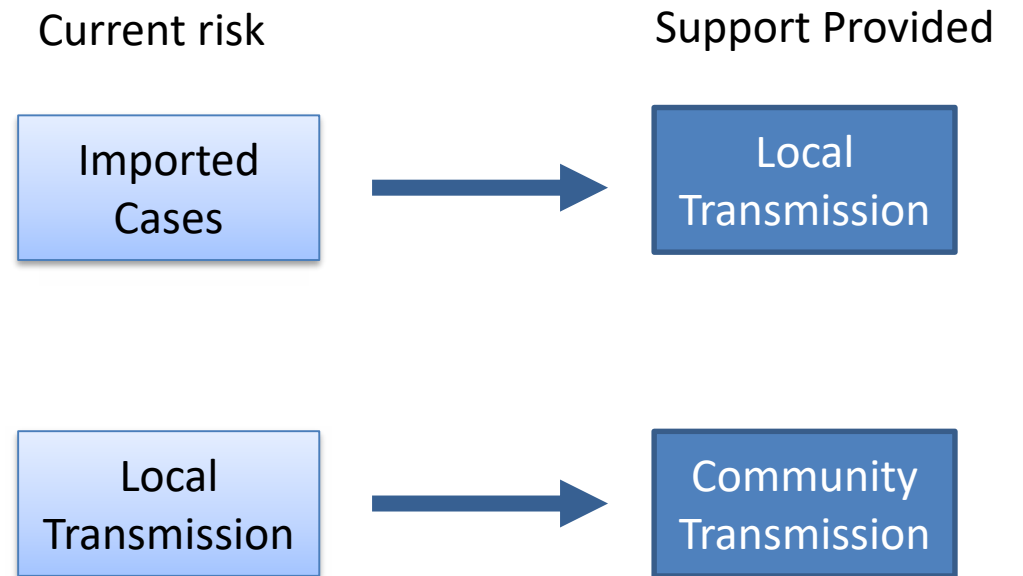 Current risk
Support Provided
Imported
Cases
Local
Transmission
Local
Transmission
Community
Transmission